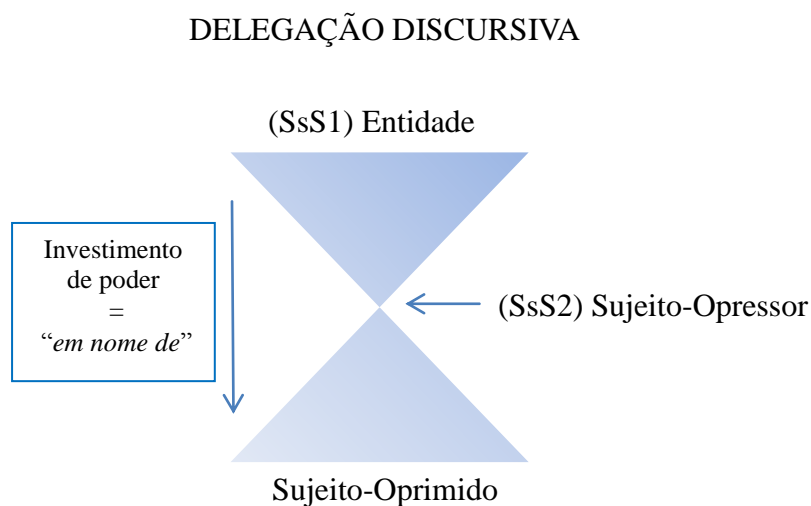 DELEGAÇÃO DISCURSIVA
(SsS1) Entidade
Investimento
de poder
=
“em nome de”
(SsS2) Sujeito-Opressor
Sujeito-Oprimido